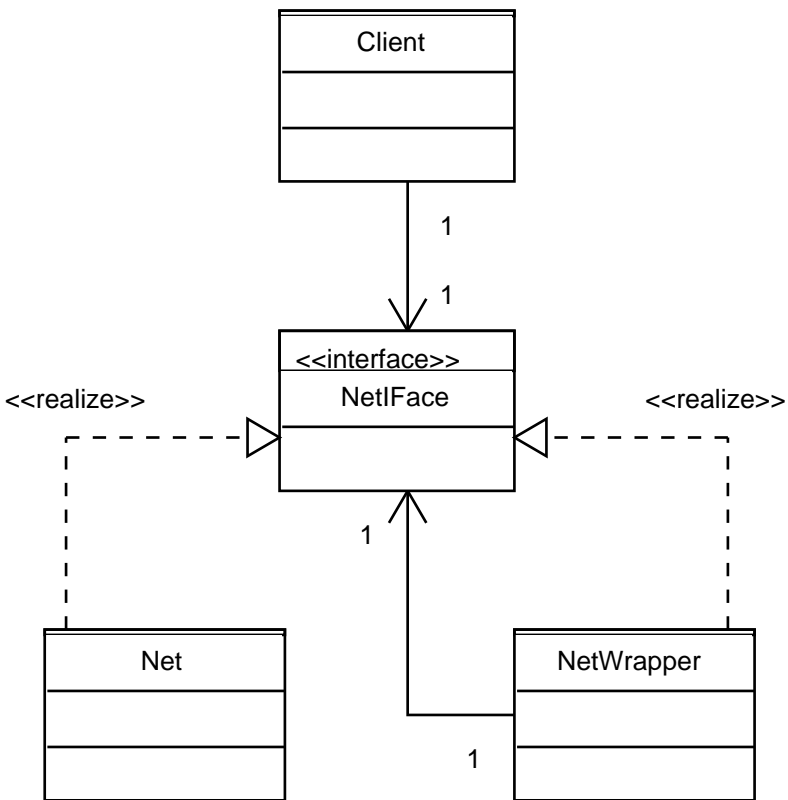 Client
1
1
<<interface>>
NetIFace
<<realize>>
<<realize>>
1
Net
NetWrapper
1